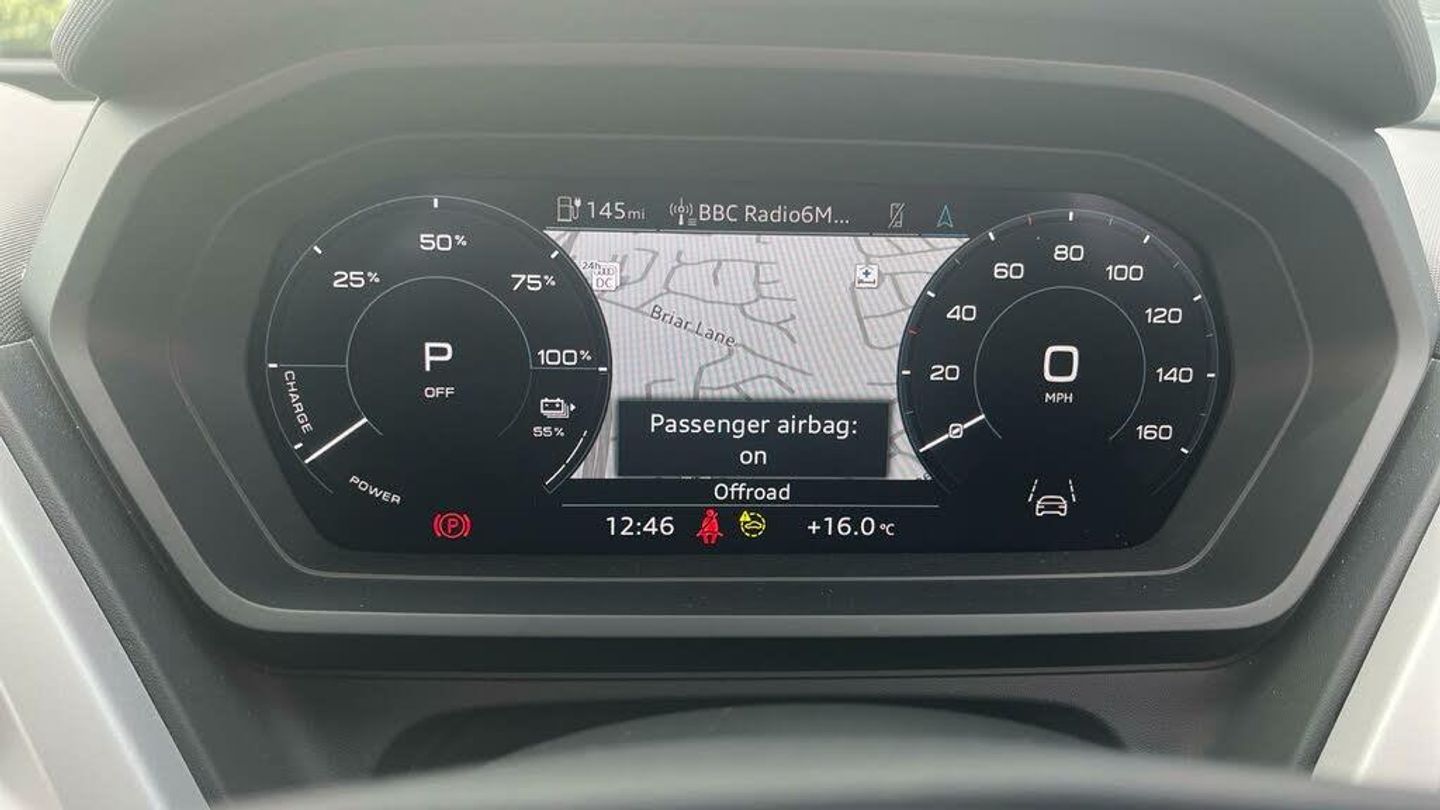 145mi
BBC Radio6M...
50%
25%
75%
100%
CHARGE
P
OFF
55%
POWER
24h
DC
Briar Lane
Passenger airbag:
on
Offroad
12:46
+16.0°C
P
0
20
40
60
80
100
120
140
160
0
MPH